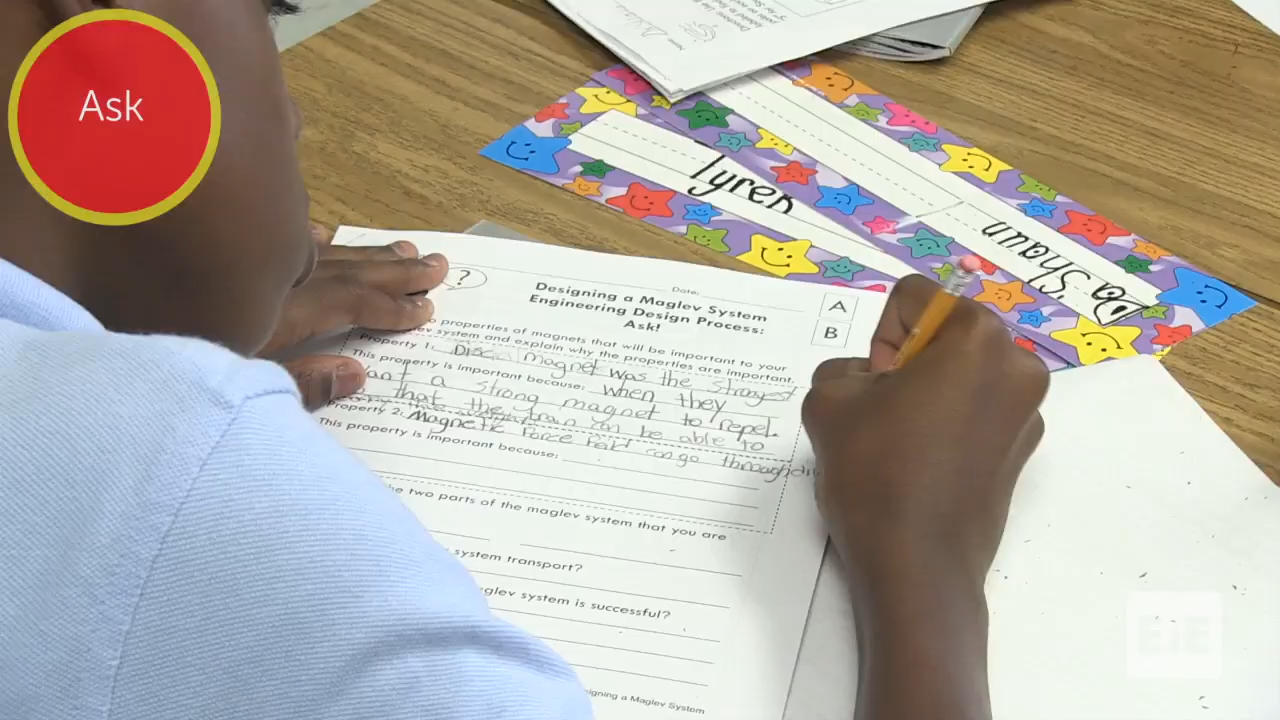 Ask
Tyren
Da'Shaun
?
Date:
A
B
Designing a Maglev System
Engineering Design Process:
Ask!
properties of magnets that will be important to your
system and explain why the properties are important.
Property 1: Disc magnet was the strongest
This property is important because: when they
want a strong magnet to repel.
that the train can be able to
Property 2: Magnetic Force can go through
This property is important because:
the two parts of the maglev system that you are
system transport?
maglev system is successful?
Designing a Maglev System
EiE